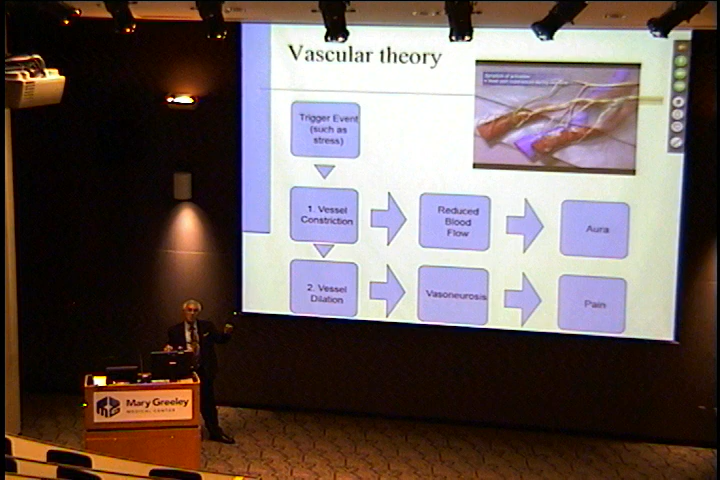 Vascular theory
Trigger Event
(such as
stress)
1. Vessel
Constriction
Reduced
Blood
Flow
Aura
2. Vessel
Dilation
Vasoneurosis
Pain
Mary Greeley
MEDICAL CENTER